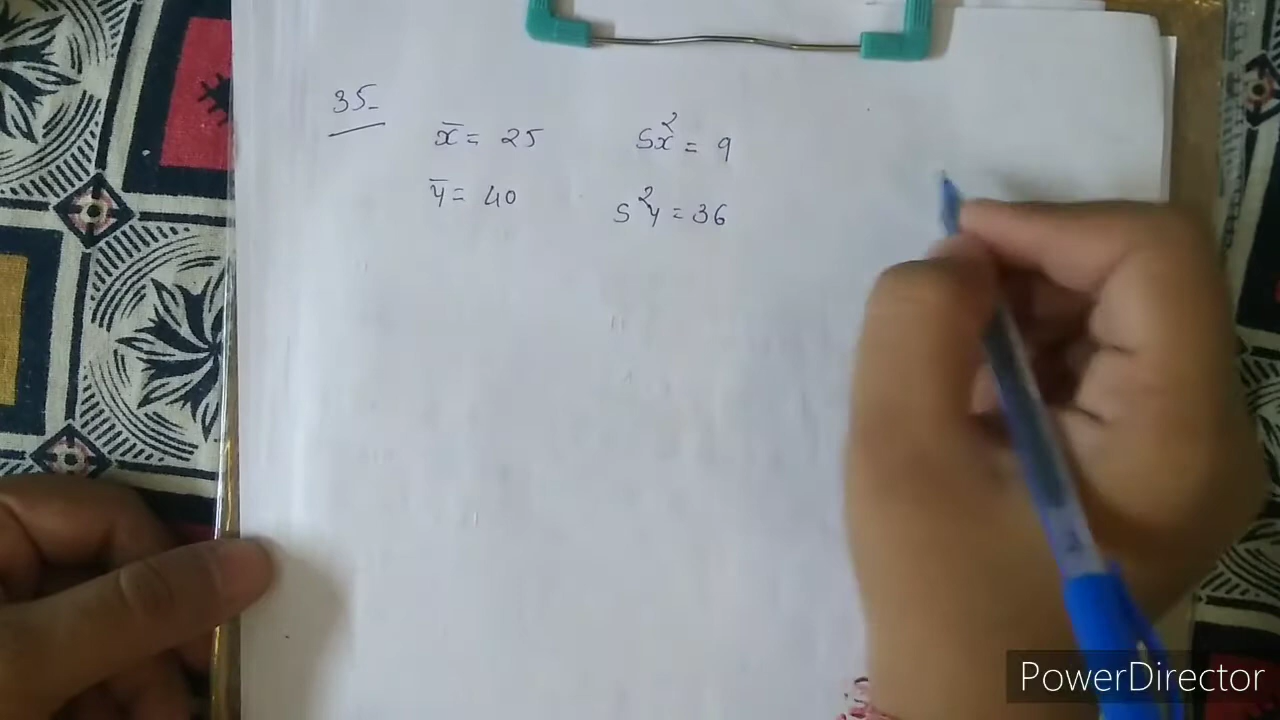 35-
x̄ = 25 Sx² = 9
ȳ = 40 S²y = 36
PowerDirector